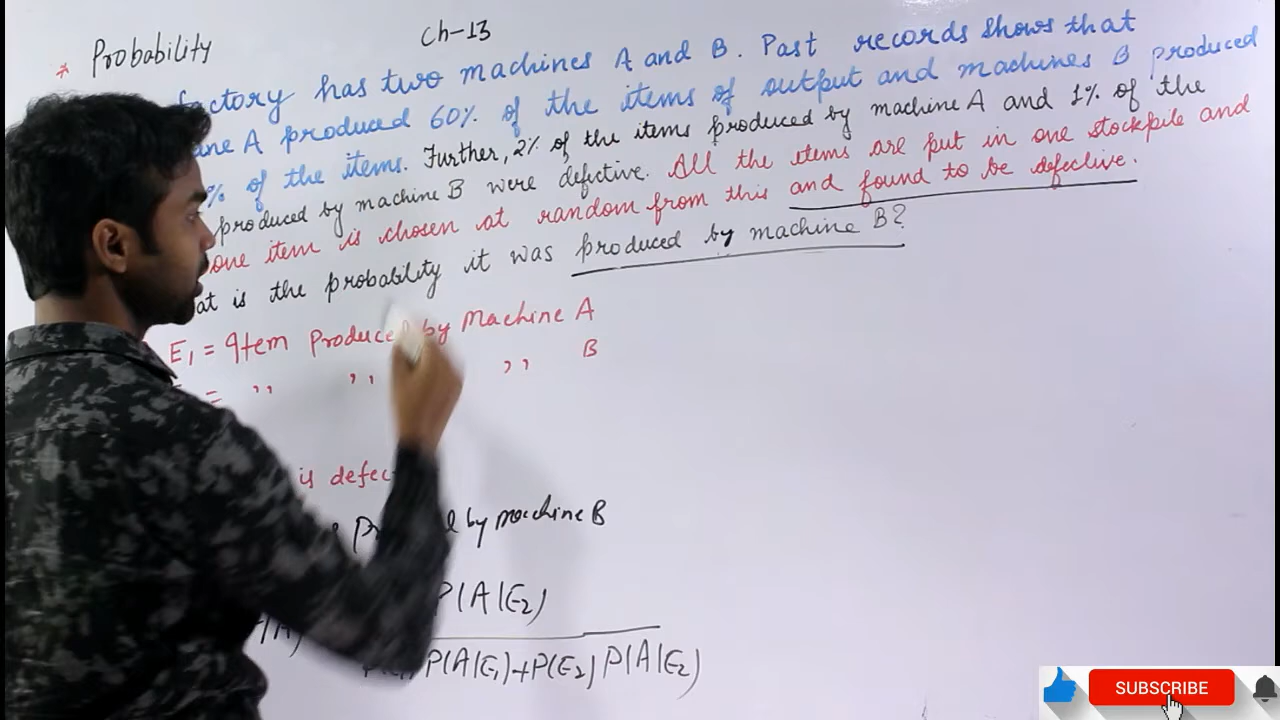 * Probability Ch-13
factory has two machines A and B. Past records shows that
A produced 60% of the items of output and machines B produced
% of the items. Further, 2% of the items produced by machine A and 1% of the
produced by machine B were defective. All the items are put in one stockpile and
one item is chosen at random from this and found to be defective.
is the probability it was produced by machine B?
E1 = Item Produced by Machine A
= ,, ,, ,, B
is defec
by machine B
P(A|E2)
P(A|E1)+P(E2) P(A|E2)
SUBSCRIBE